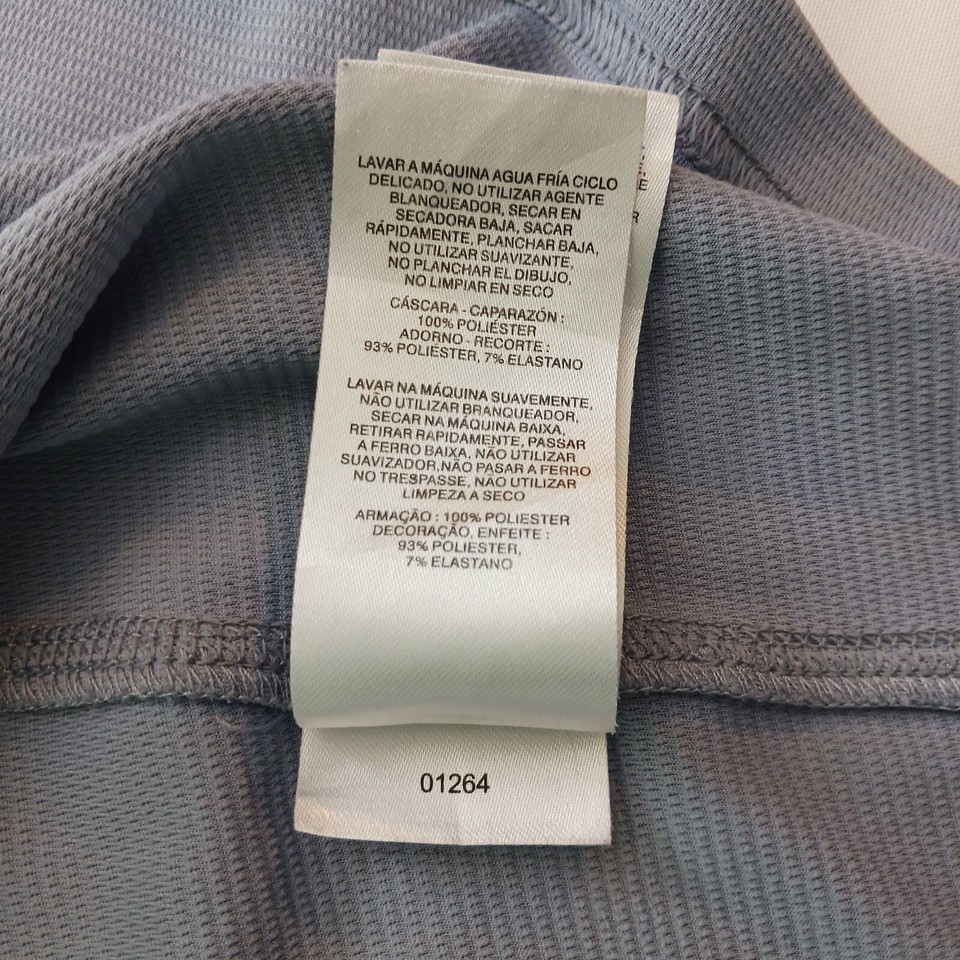 LAVAR A MÁQUINA AGUA FRÍA CICLO
DELICADO, NO UTILIZAR AGENTE
BLANQUEADOR, SECAR EN
SECADORA BAJA, SACAR
RÁPIDAMENTE, PLANCHAR BAJA,
NO UTILIZAR SUAVIZANTE,
NO PLANCHAR EL DIBUJO,
NO LIMPIAR EN SECO
CÁSCARA - CAPARAZÓN :
100% POLIÉSTER
ADORNO - RECORTE :
93% POLIÉSTER, 7% ELASTANO
LAVAR NA MÁQUINA SUAVEMENTE,
NÃO UTILIZAR BRANQUEADOR,
SECAR NA MÁQUINA BAIXA,
RETIRAR RAPIDAMENTE, PASSAR
A FERRO BAIXA, NÃO UTILIZAR
SUAVIZADOR,NÃO PASAR A FERRO
NO TRESPASSE, NÃO UTILIZAR
LIMPEZA A SECO
ARMAÇÃO : 100% POLIESTER
DECORAÇÃO, ENFEITE :
93% POLIESTER,
7% ELASTANO
01264